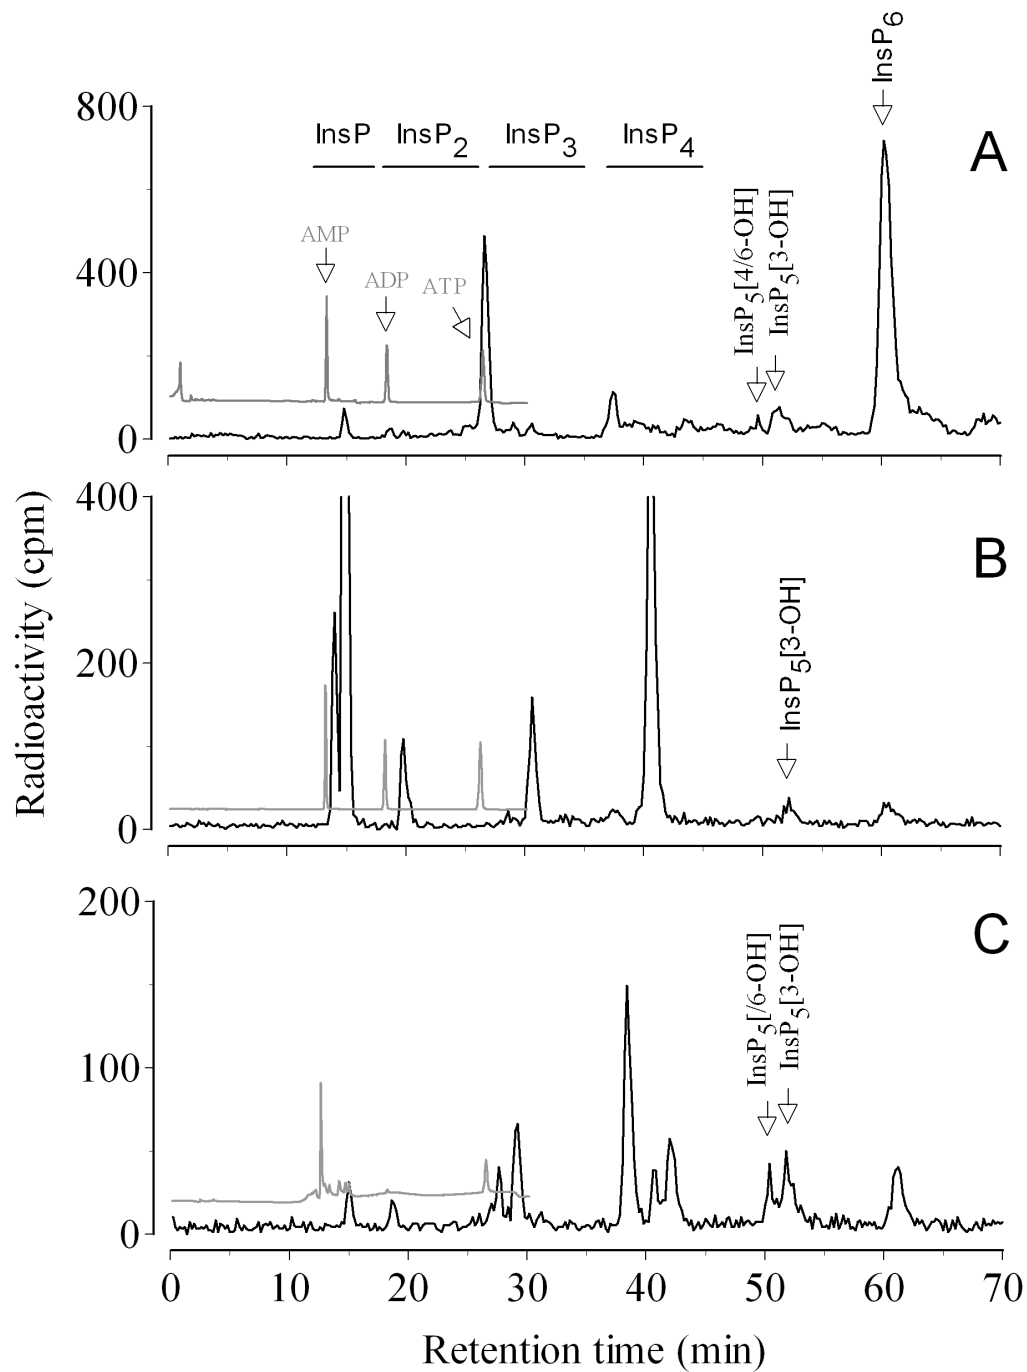 InsP₆
800
InsP InsP₂ InsP₃ InsP₄
A
InsP₅[4/6-OH]
InsP₅[3-OH]
AMP
ADP
ATP
400
0
Radioactivity (cpm)
400
B
InsP₅[3-OH]
200
0
200
C
InsP₅[/6-OH]
InsP₅[3-OH]
100
0
0 10 20 30 40 50 60 70
Retention time (min)